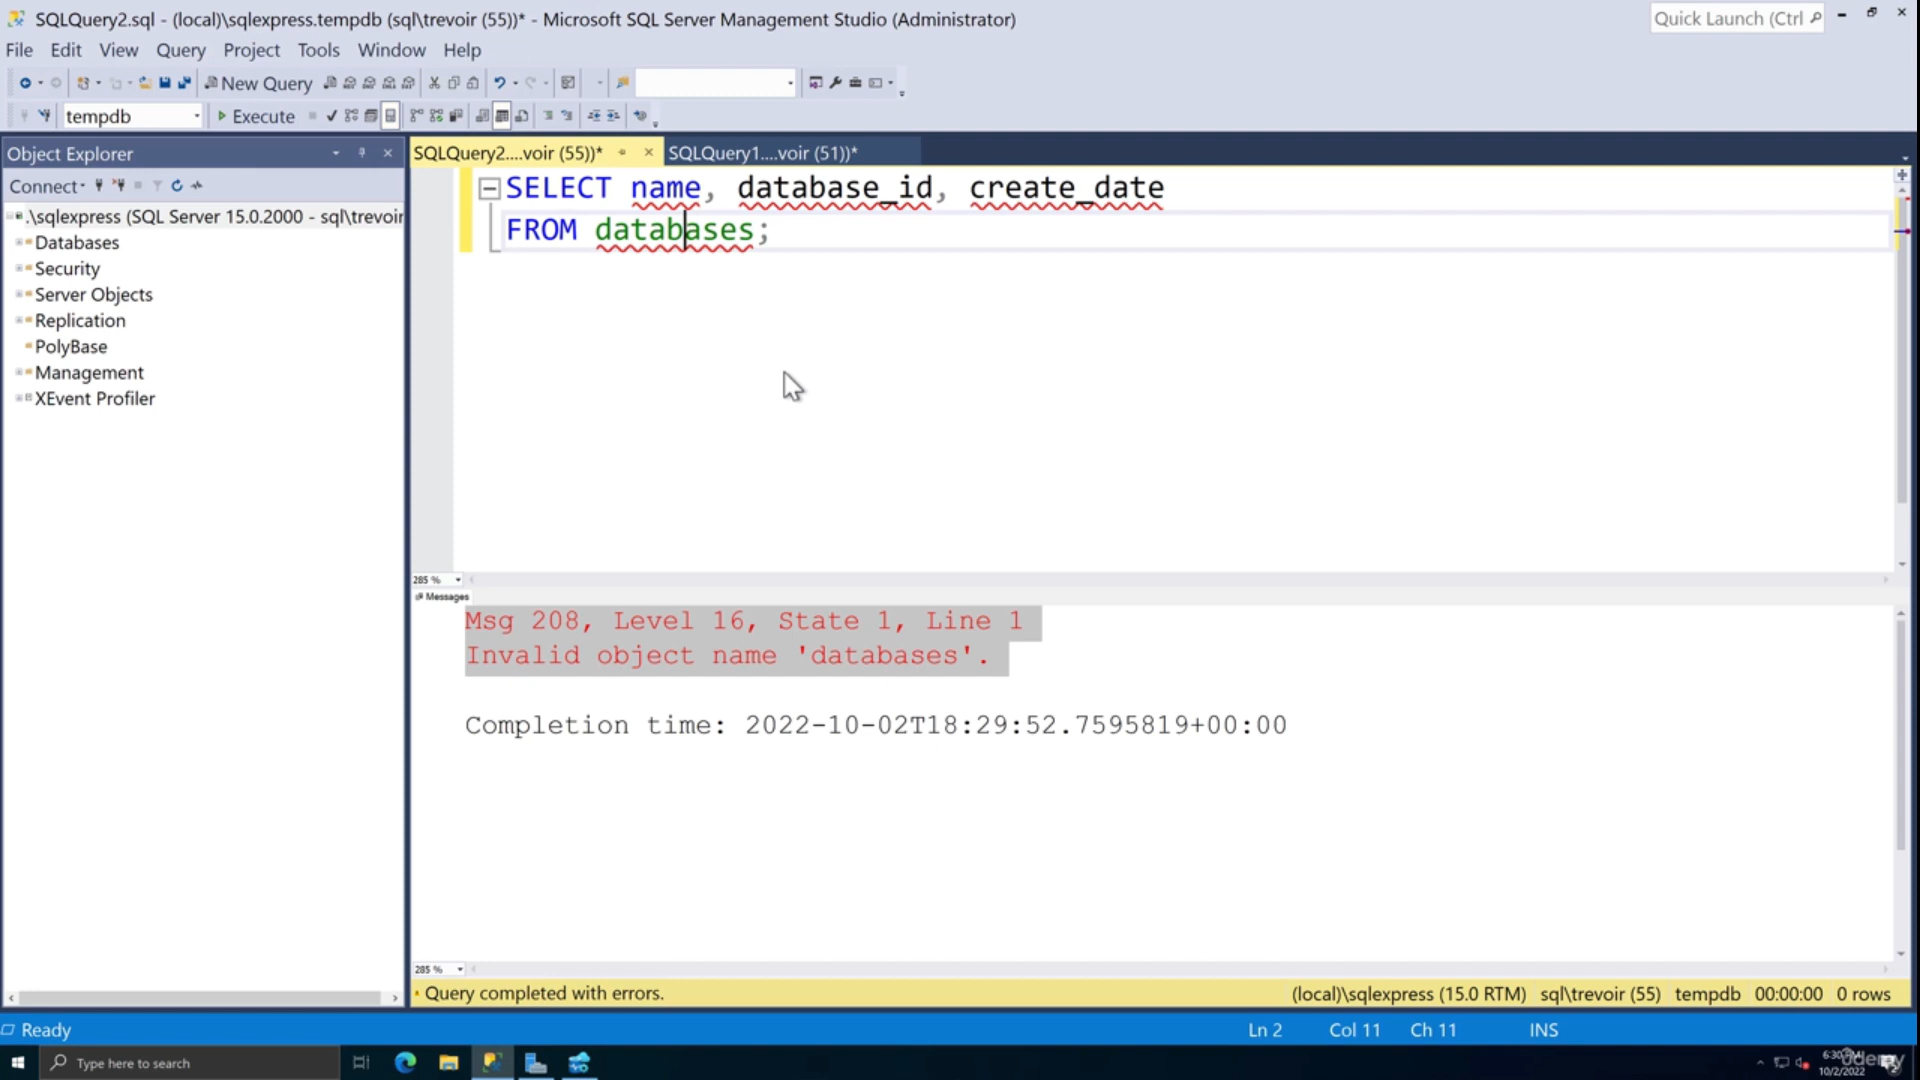 SQLQuery2.sql - (local)\sqlexpress.tempdb (sql\trevoir (55))* - Microsoft SQL Server Management Studio (Administrator)
Quick Launch (Ctrl
File Edit View Query Project Tools Window Help
New Query
tempdb Execute
Object Explorer
SQLQuery2....voir (55))* SQLQuery1....voir (51))*
Connect
.\sqlexpress (SQL Server 15.0.2000 - sql\trevoir
Databases
Security
Server Objects
Replication
PolyBase
Management
XEvent Profiler
SELECT name, database_id, create_date
FROM databases;
285 %
Messages
Msg 208, Level 16, State 1, Line 1
Invalid object name 'databases'.
Completion time: 2022-10-02T18:29:52.7595819+00:00
285 %
Query completed with errors. (local)\sqlexpress (15.0 RTM) sql\trevoir (55) tempdb 00:00:00 0 rows
Ready Ln 2 Col 11 Ch 11 INS
Type here to search
6:30 PM
10/2/2022
Udemy